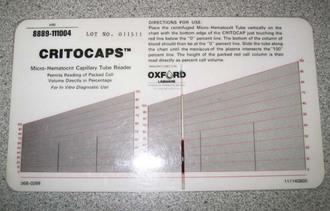 8889-111004 LOT NO. 011511
CRITOCAPS™
Micro-Hematocrit Capillary Tube Reader
Permits Reading of Packed Cell
Volume Directly in Percentage
For In Vitro Diagnostic Use
DIRECTIONS FOR USE:
Place the centrifuged Micro-Hematocrit Tube vertically on the
chart with the bottom edge of the CRITOCAP just touching the
red line below the "0" percent line. The bottom of the column of
blood should then be at the "0" percent line. Slide the tube along
the chart until the meniscus of the plasma intersects the "100"
percent line. The height of the packed red cell column is then
read directly as percent cell volume.
OXFORD
LABWARE